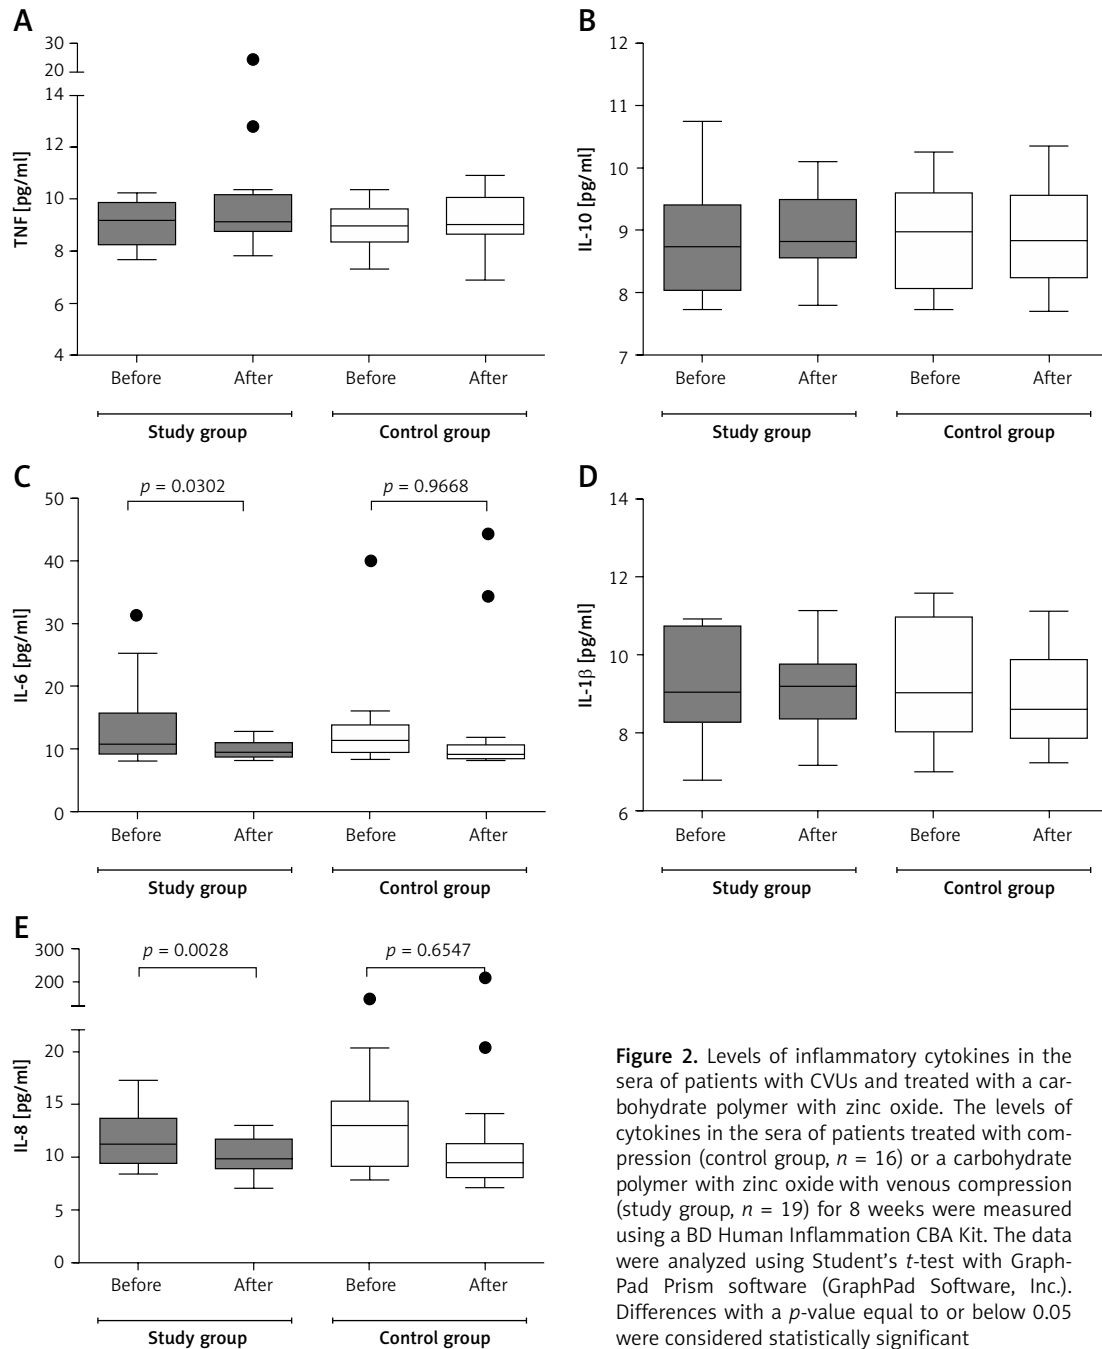 A
30
20
14
12
10
8
6
4
TNF [pg/ml]
Before
After
Before
After
Study group
Control group
B
12
11
10
9
8
7
IL-10 [pg/ml]
Before
After
Before
After
Study group
Control group
C
p = 0.0302
p = 0.9668
50
40
30
20
10
0
IL-6 [pg/ml]
Before
After
Before
After
Study group
Control group
D
14
12
10
8
6
IL-1β [pg/ml]
Before
After
Before
After
Study group
Control group
E
p = 0.0028
p = 0.6547
300
200
20
15
10
5
0
IL-8 [pg/ml]
Before
After
Before
After
Study group
Control group
Figure 2. Levels of inflammatory cytokines in the
sera of patients with CVUs and treated with a car-
bohydrate polymer with zinc oxide. The levels of
cytokines in the sera of patients treated with com-
pression (control group, n = 16) or a carbohydrate
polymer with zinc oxide with venous compression
(study group, n = 19) for 8 weeks were measured
using a BD Human Inflammation CBA Kit. The data
were analyzed using Student's t-test with Graph-
Pad Prism software (GraphPad Software, Inc.).
Differences with a p-value equal to or below 0.05
were considered statistically significant